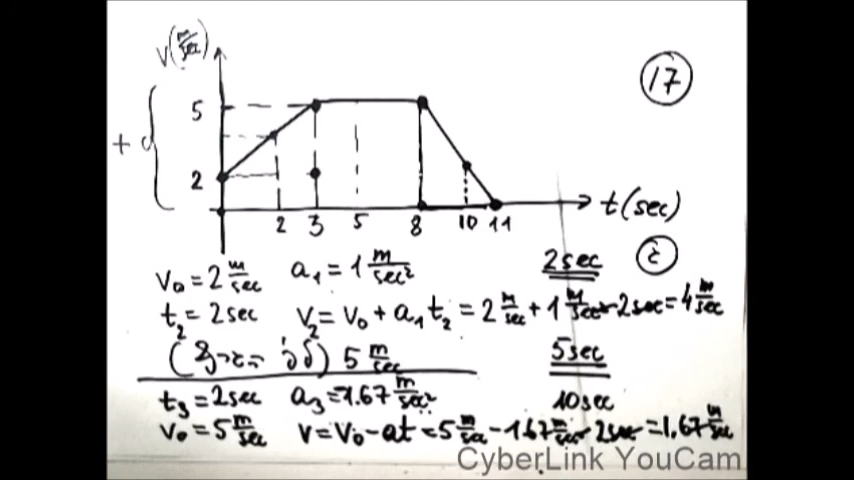 v(m/sec)
17
5
+
2
2 3 5 8 10 11 t(sec)
v₀ = 2 m/sec a₁ = 1 m/sec² 2sec
t₂ = 2sec v₂ = v₀ + a₁t₂ = 2 m/sec + 1 m/sec · 2sec = 4 m/sec
5 m/sec 5sec
t₃ = 2sec a₃ = 1.67 m/sec² 10sec
v₀ = 5 m/sec v = v₀ - at = 5 m/sec - 1.67 m/sec · 2sec = 1.67 m/sec
CyberLink YouCam